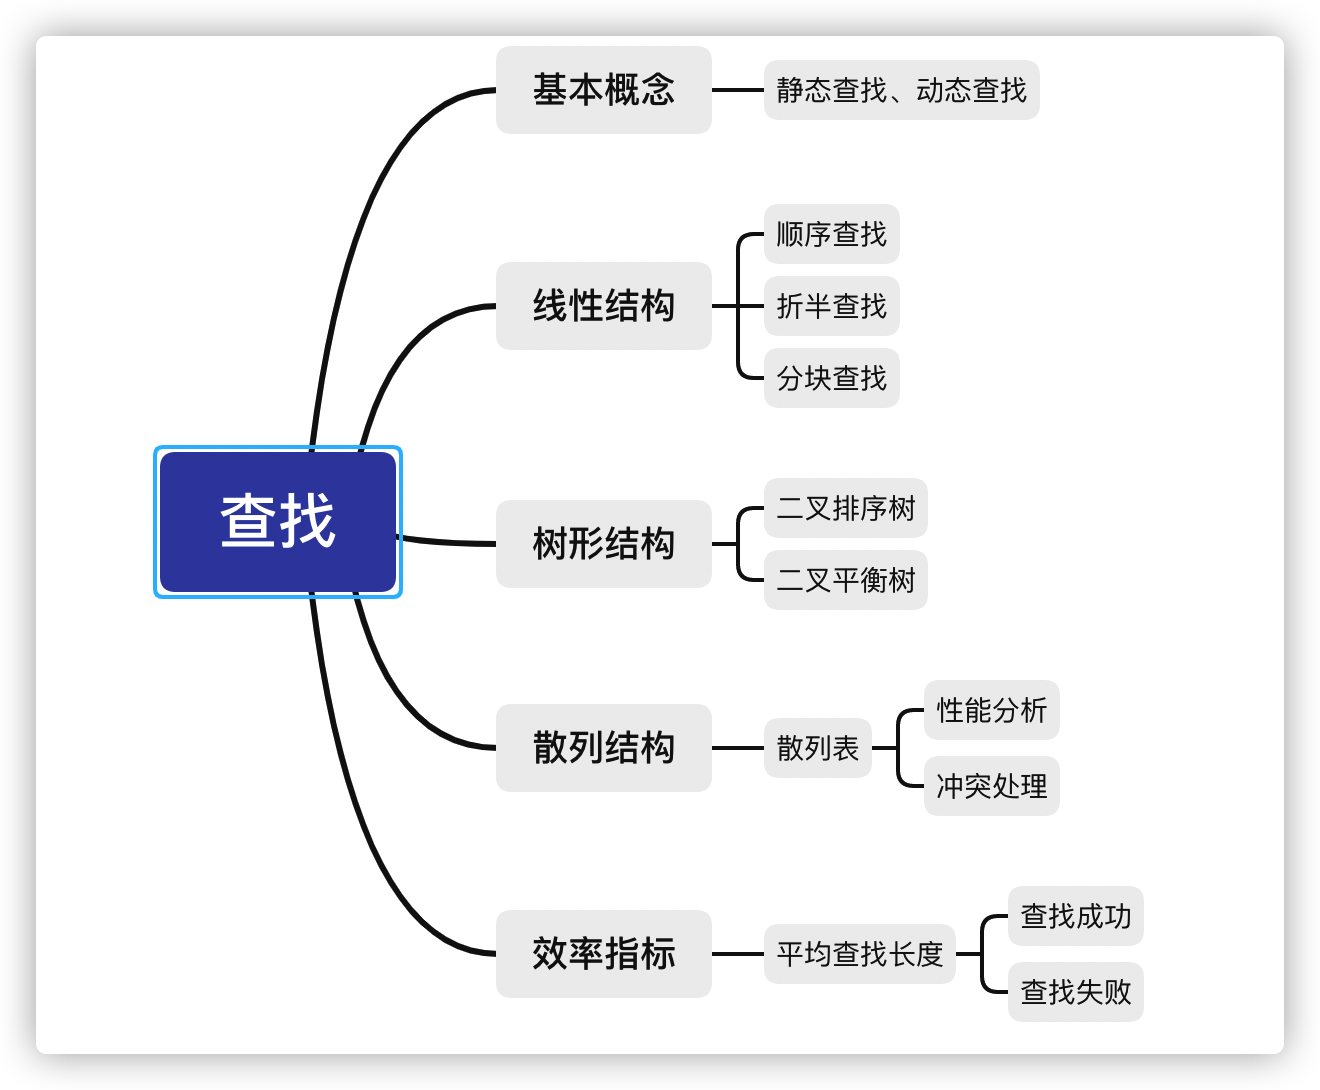 查找
基本概念
静态查找、动态查找
线性结构
顺序查找
折半查找
分块查找
树形结构
二叉排序树
二叉平衡树
散列结构
散列表
性能分析
冲突处理
效率指标
平均查找长度
查找成功
查找失败